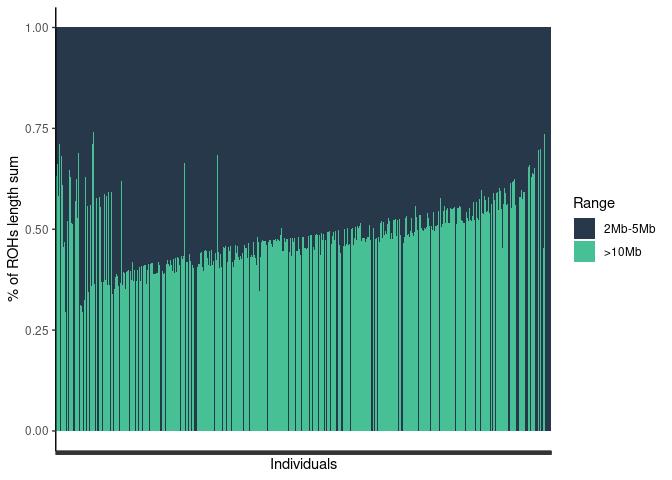 1.00
0.75
0.50
0.25
0.00
% of ROHs length sum
Individuals
Range
2Mb-5Mb
>10Mb